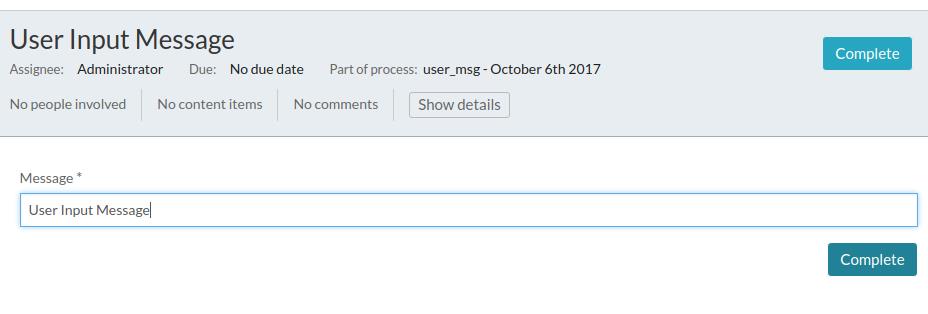 User Input Message
Complete
Assignee: Administrator Due: No due date Part of process: user_msg - October 6th 2017
No people involved No content items No comments Show details
Message *
User Input Message
Complete